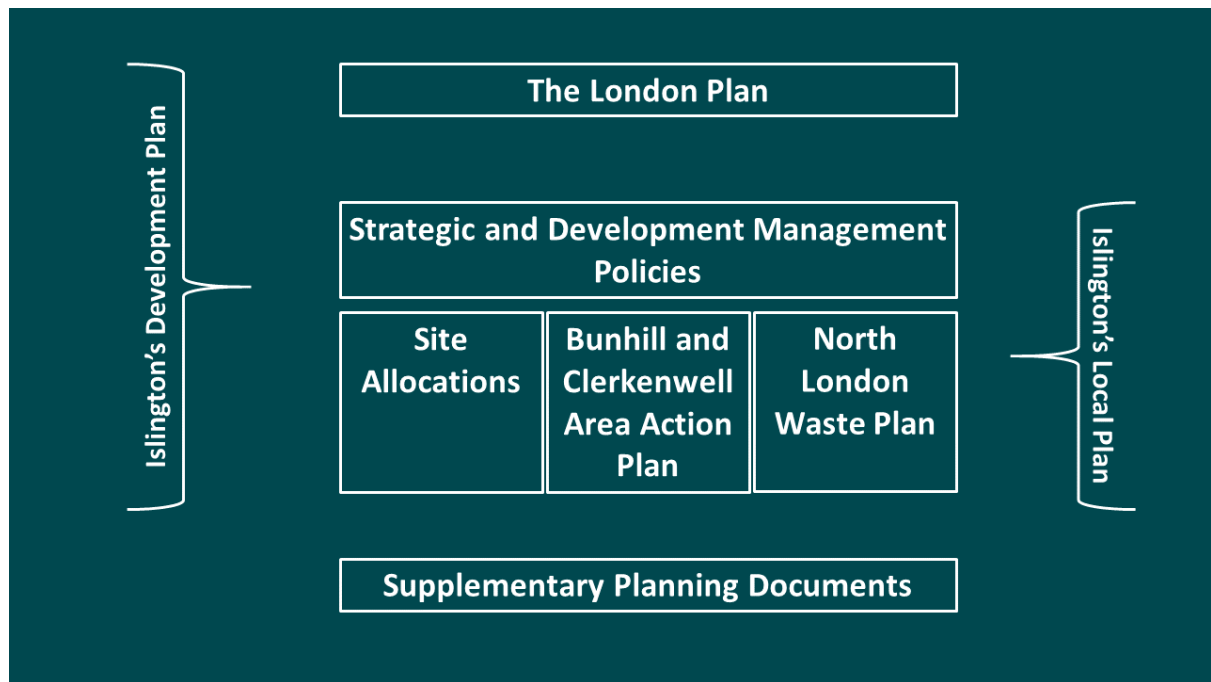 The London Plan
Islington's Development Plan
Strategic and Development Management
Policies
Site
Allocations
Bunhill and
Clerkenwell
Area Action
Plan
North
London
Waste Plan
Islington's Local Plan
Supplementary Planning Documents